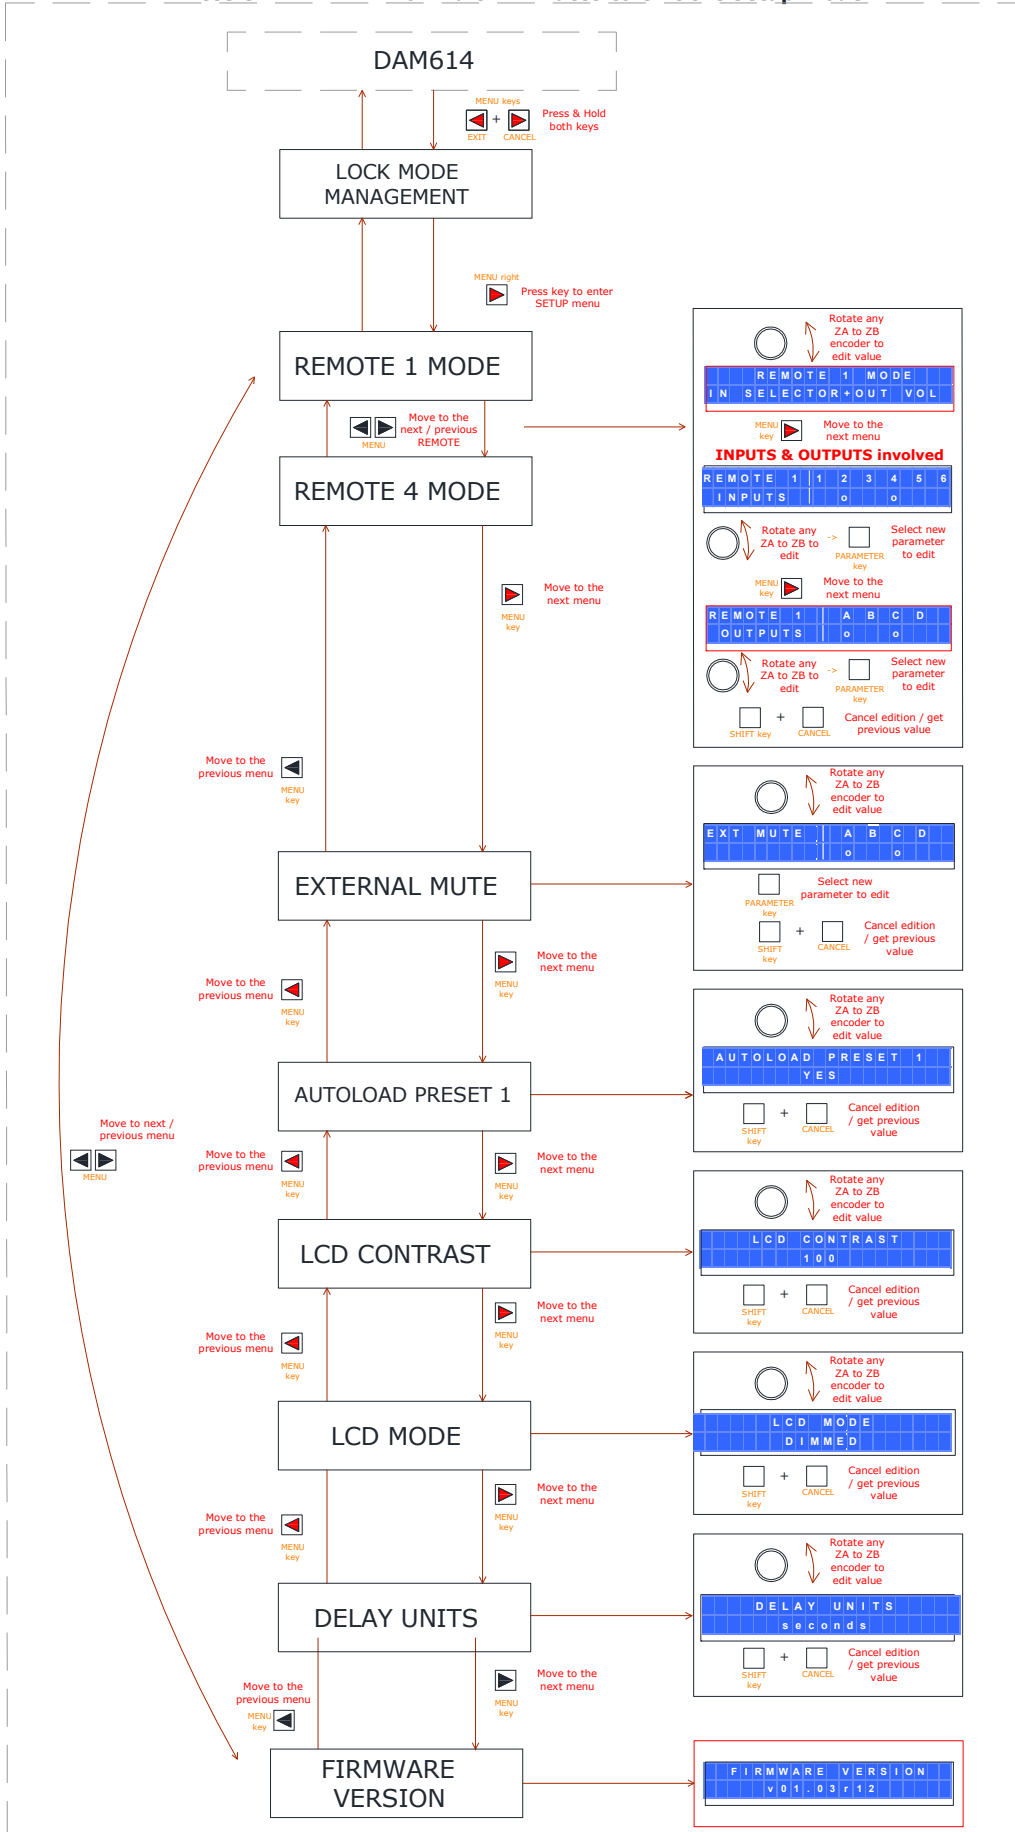 DAM614
MENU keys
+
EXIT
CANCEL
Press & Hold
both keys
LOCK MODE
MANAGEMENT
MENU right
Press key to enter
SETUP menu
REMOTE 1 MODE
MENU
Move to the
next / previous
REMOTE
REMOTE 4 MODE
Rotate any
ZA to ZB
encoder to
edit value
REMOTE 1 MODE
IN SELECTOR+OUT VOL
MENU
key
Move to the
next menu
INPUTS & OUTPUTS involved
REMOTE 1 1 2 3 4 5 6
INPUTS o o
Rotate any
ZA to ZB to
edit
->
PARAMETER
key
Select new
parameter
to edit
MENU
key
Move to the
next menu
REMOTE 1 A B C D
OUTPUTS o o
Rotate any
ZA to ZB to
edit
->
PARAMETER
key
Select new
parameter
to edit
SHIFT key
+
CANCEL
Cancel edition / get
previous value
MENU
key
Move to the
next menu
Move to the
previous menu
MENU
key
EXTERNAL MUTE
Rotate any
ZA to ZB
encoder to
edit value
EXT MUTE A B C D
o o
PARAMETER
key
Select new
parameter to edit
SHIFT
key
+
CANCEL
Cancel edition
/ get previous
value
MENU
key
Move to the
next menu
Move to the
previous menu
MENU
key
AUTOLOAD PRESET 1
Rotate any
ZA to ZB
encoder to
edit value
AUTOLOAD PRESET 1
YES
SHIFT
key
+
CANCEL
Cancel edition
/ get previous
value
Move to next /
previous menu
MENU
Move to the
previous menu
MENU
key
MENU
key
Move to the
next menu
LCD CONTRAST
Rotate any
ZA to ZB
encoder to
edit value
LCD CONTRAST
100
SHIFT
key
+
CANCEL
Cancel edition
/ get previous
value
Move to the
previous menu
MENU
key
MENU
key
Move to the
next menu
LCD MODE
Rotate any
ZA to ZB
encoder to
edit value
LCD MODE
DIMMED
SHIFT
key
+
CANCEL
Cancel edition
/ get previous
value
Move to the
previous menu
MENU
key
MENU
key
Move to the
next menu
DELAY UNITS
Rotate any
ZA to ZB
encoder to
edit value
DELAY UNITS
seconds
SHIFT
key
+
CANCEL
Cancel edition
/ get previous
value
Move to the
previous menu
MENU
key
MENU
key
Move to the
next menu
FIRMWARE
VERSION
FIRMWARE VERSION
v01.03r12